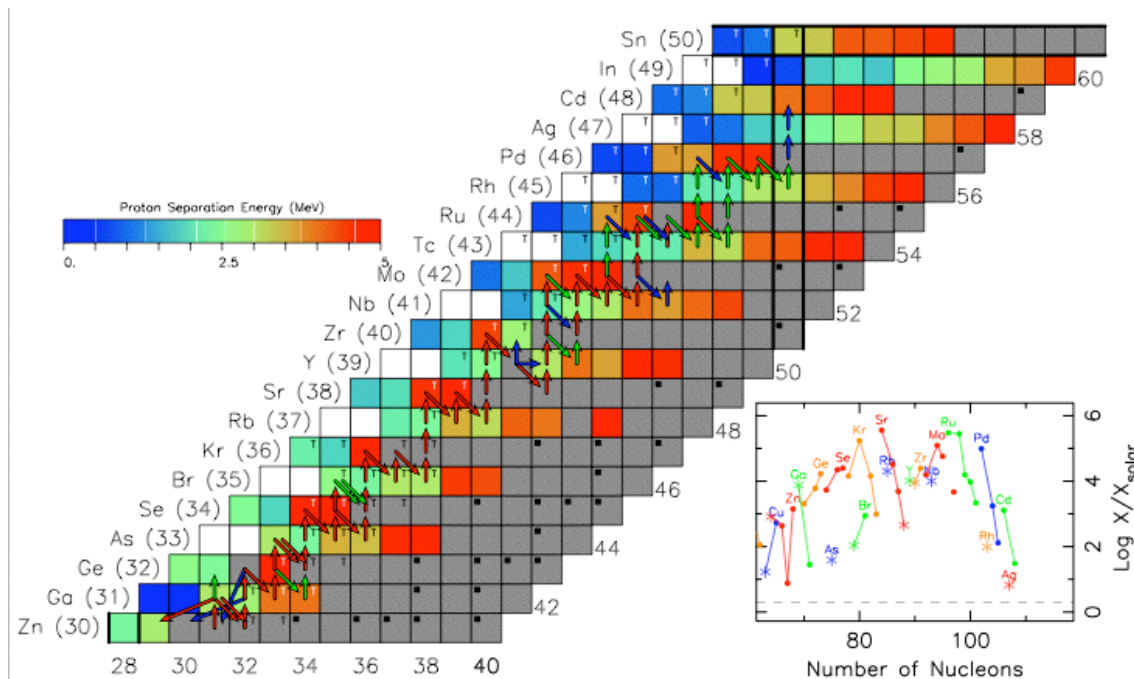 Sn (50)
In (49)
Cd (48)
Ag (47)
Pd (46)
Rh (45)
Ru (44)
Tc (43)
Mo (42)
Nb (41)
Zr (40)
Y (39)
Sr (38)
Rb (37)
Kr (36)
Br (35)
Se (34)
As (33)
Ge (32)
Ga (31)
Zn (30)
28 30 32 34 36 38 40
42
44
46
48
50
52
54
56
58
60
Proton Separation Energy (MeV)
0. 2.5 5
Log X/X solar
6
4
2
0
80 100
Number of Nucleons
Cu
Zn
Ga
Ge
As
Se
Br
Kr
Rb
Sr
Y
Zr
Nb
Mo
Ru
Rh
Pd
Ag
Cd